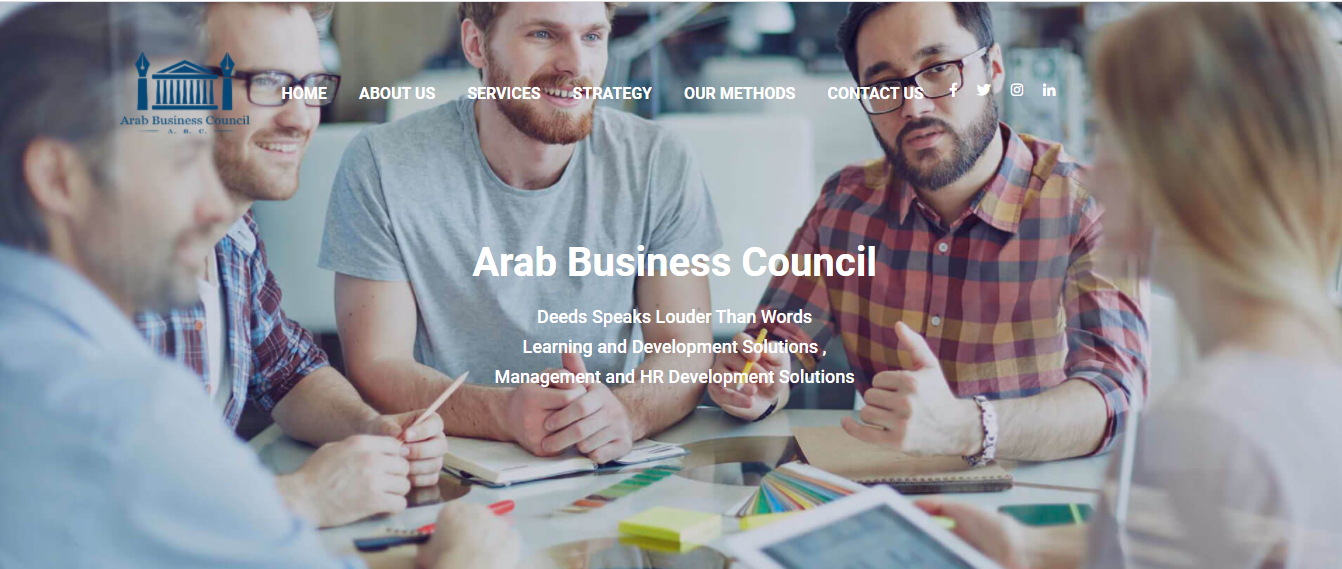 Arab Business Council
A. B. C.
HOME ABOUT US SERVICES STRATEGY OUR METHODS CONTACT US
Arab Business Council
Deeds Speaks Louder Than Words
Learning and Development Solutions ,
Management and HR Development Solutions